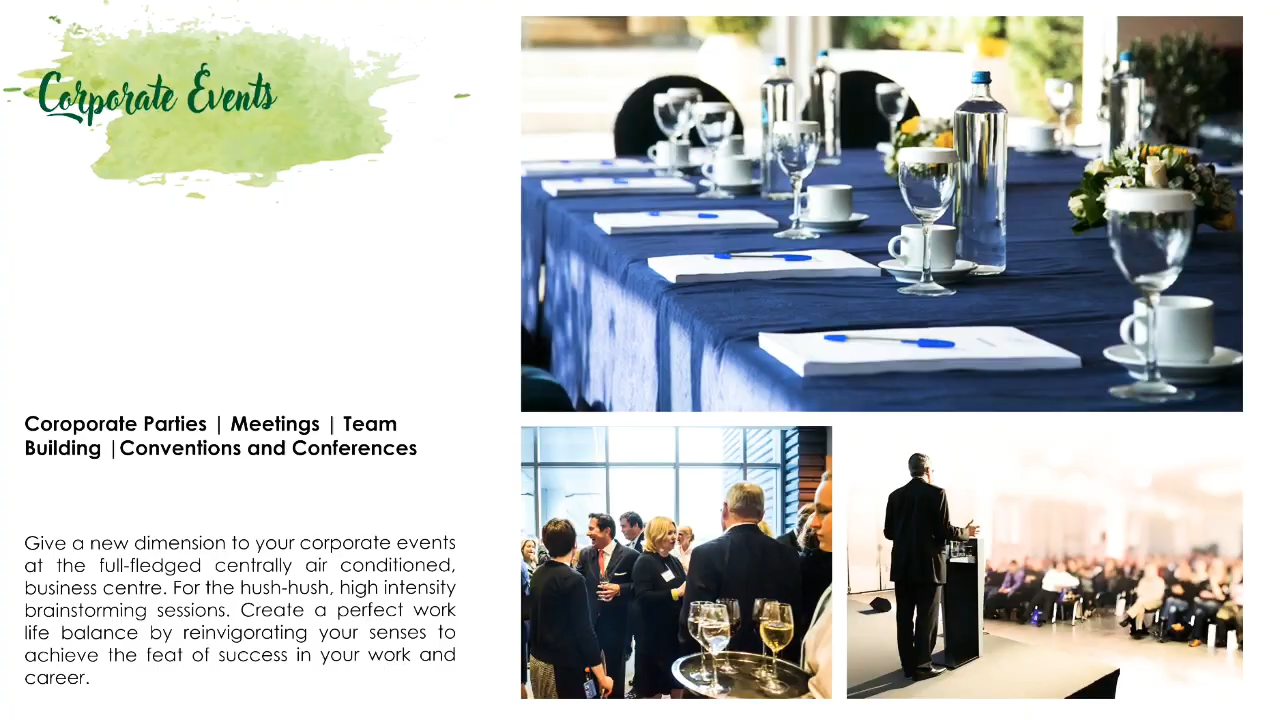 Corporate Events
Coroporate Parties | Meetings | Team
Building |Conventions and Conferences
Give a new dimension to your corporate events
at the full-fledged centrally air conditioned,
business centre. For the hush-hush, high intensity
brainstorming sessions. Create a perfect work
life balance by reinvigorating your senses to
achieve the feat of success in your work and
career.